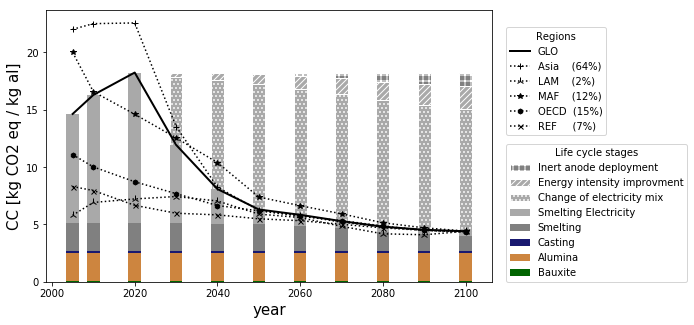 CC [kg CO2 eq / kg al]
20
15
10
5
0
2000
2020
2040
2060
2080
2100
year
Regions
GLO
Asia (64%)
LAM (2%)
MAF (12%)
OECD (15%)
REF (7%)
Life cycle stages
Inert anode deployment
Energy intensity improvment
Change of electricity mix
Smelting Electricity
Smelting
Casting
Alumina
Bauxite